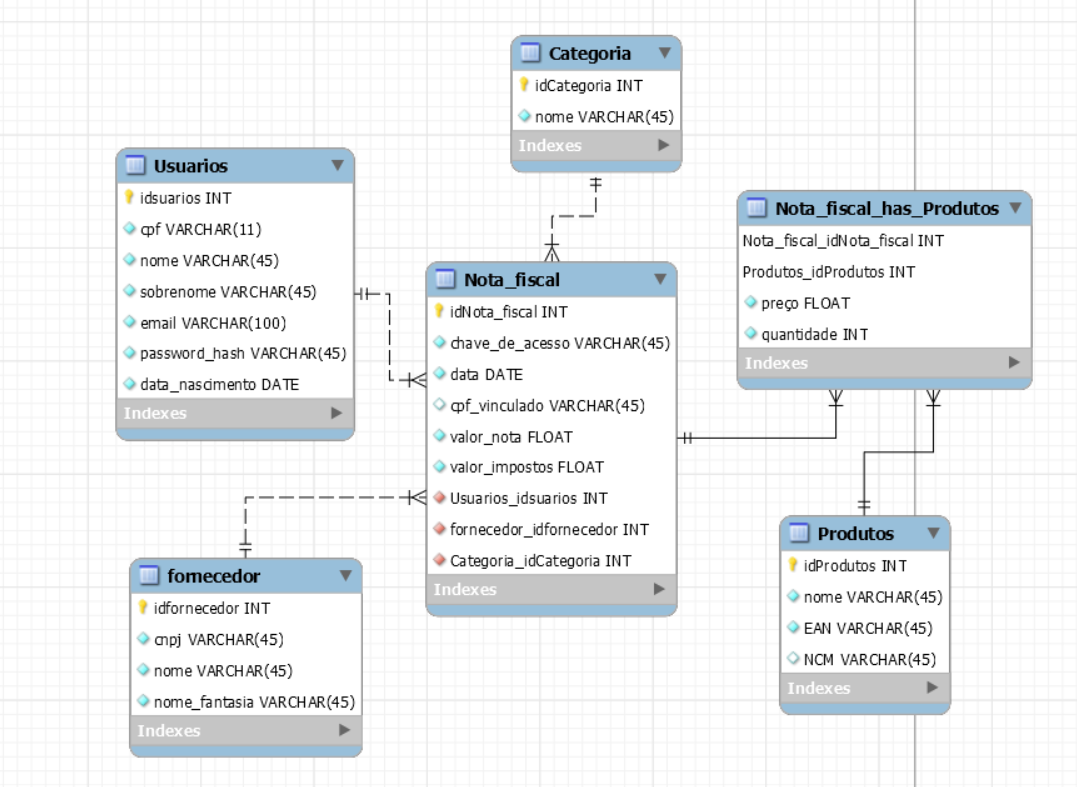 Categoria
idCategoria INT
nome VARCHAR(45)
Indexes
Usuarios
idsuarios INT
cpf VARCHAR(11)
nome VARCHAR(45)
sobrenome VARCHAR(45)
email VARCHAR(100)
password_hash VARCHAR(45)
data_nascimento DATE
Indexes
Nota_fiscal_has_Produtos
Nota_fiscal_idNota_fiscal INT
Produtos_idProdutos INT
preço FLOAT
quantidade INT
Indexes
Nota_fiscal
idNota_fiscal INT
chave_de_acesso VARCHAR(45)
data DATE
cpf_vinculado VARCHAR(45)
valor_nota FLOAT
valor_impostos FLOAT
Usuarios_idsuarios INT
fornecedor_idfornecedor INT
Categoria_idCategoria INT
Indexes
fornecedor
idfornecedor INT
cnpj VARCHAR(45)
nome VARCHAR(45)
nome_fantasia VARCHAR(45)
Indexes
Produtos
idProdutos INT
nome VARCHAR(45)
EAN VARCHAR(45)
NCM VARCHAR(45)
Indexes